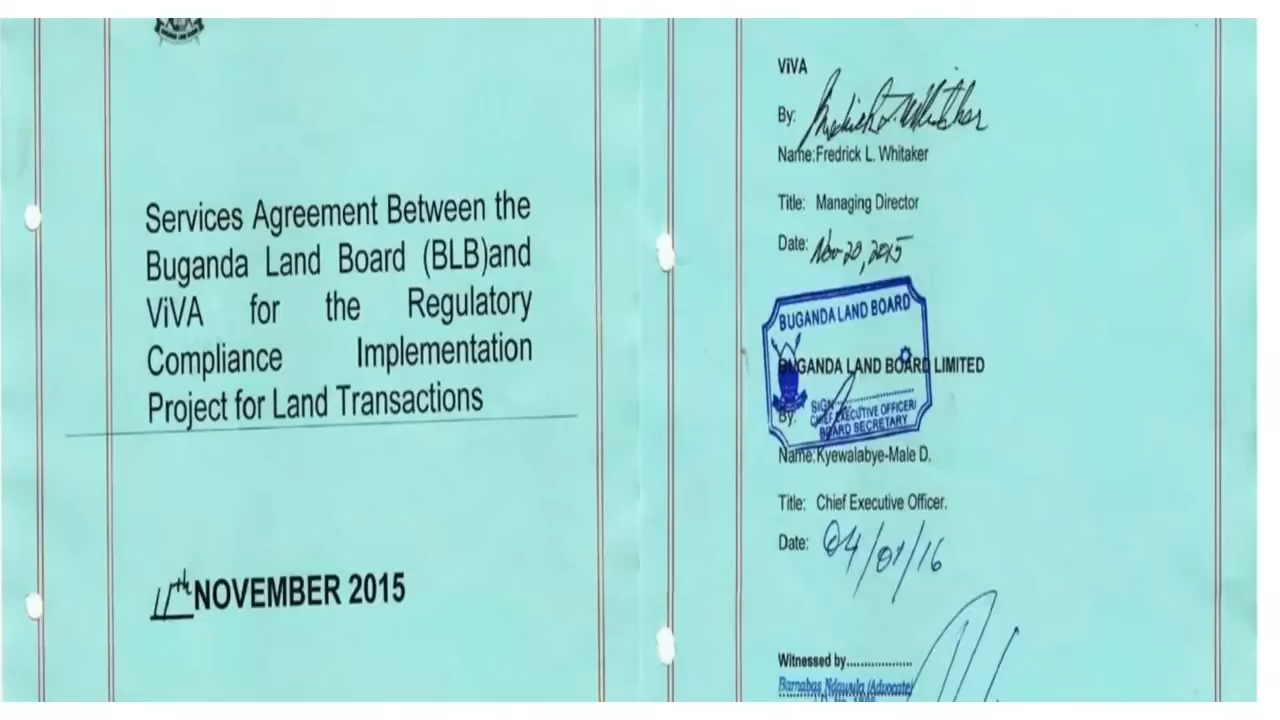 Services Agreement Between the
Buganda Land Board (BLB)and
ViVA for the Regulatory
Compliance Implementation
Project for Land Transactions
11th NOVEMBER 2015
ViVA
By:
Name:Fredrick L. Whitaker
Title: Managing Director
Date: Nov 20, 2015
BUGANDA LAND BOARD
BUGANDA LAND BOARD LIMITED
By:
SIGN:....................
CHIEF EXECUTIVE OFFICER/
BOARD SECRETARY
Name:Kyewalabye-Male D.
Title: Chief Executive Officer.
Date: 04/01/16
Witnessed by..................
Barnabas Ndawula (Advocate)